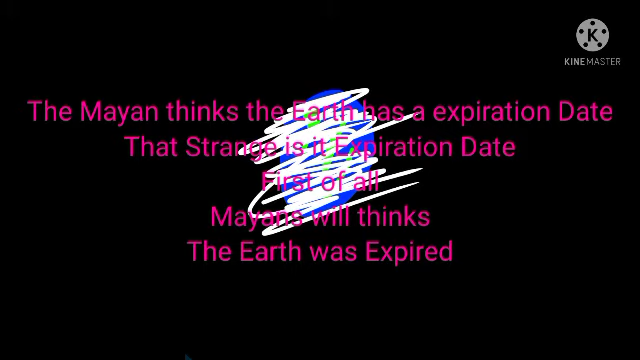 KINEMASTER
The Mayan thinks the Earth has a expiration Date
That Strange is it Expiration Date
First of all
Mayans will thinks
The Earth was Expired